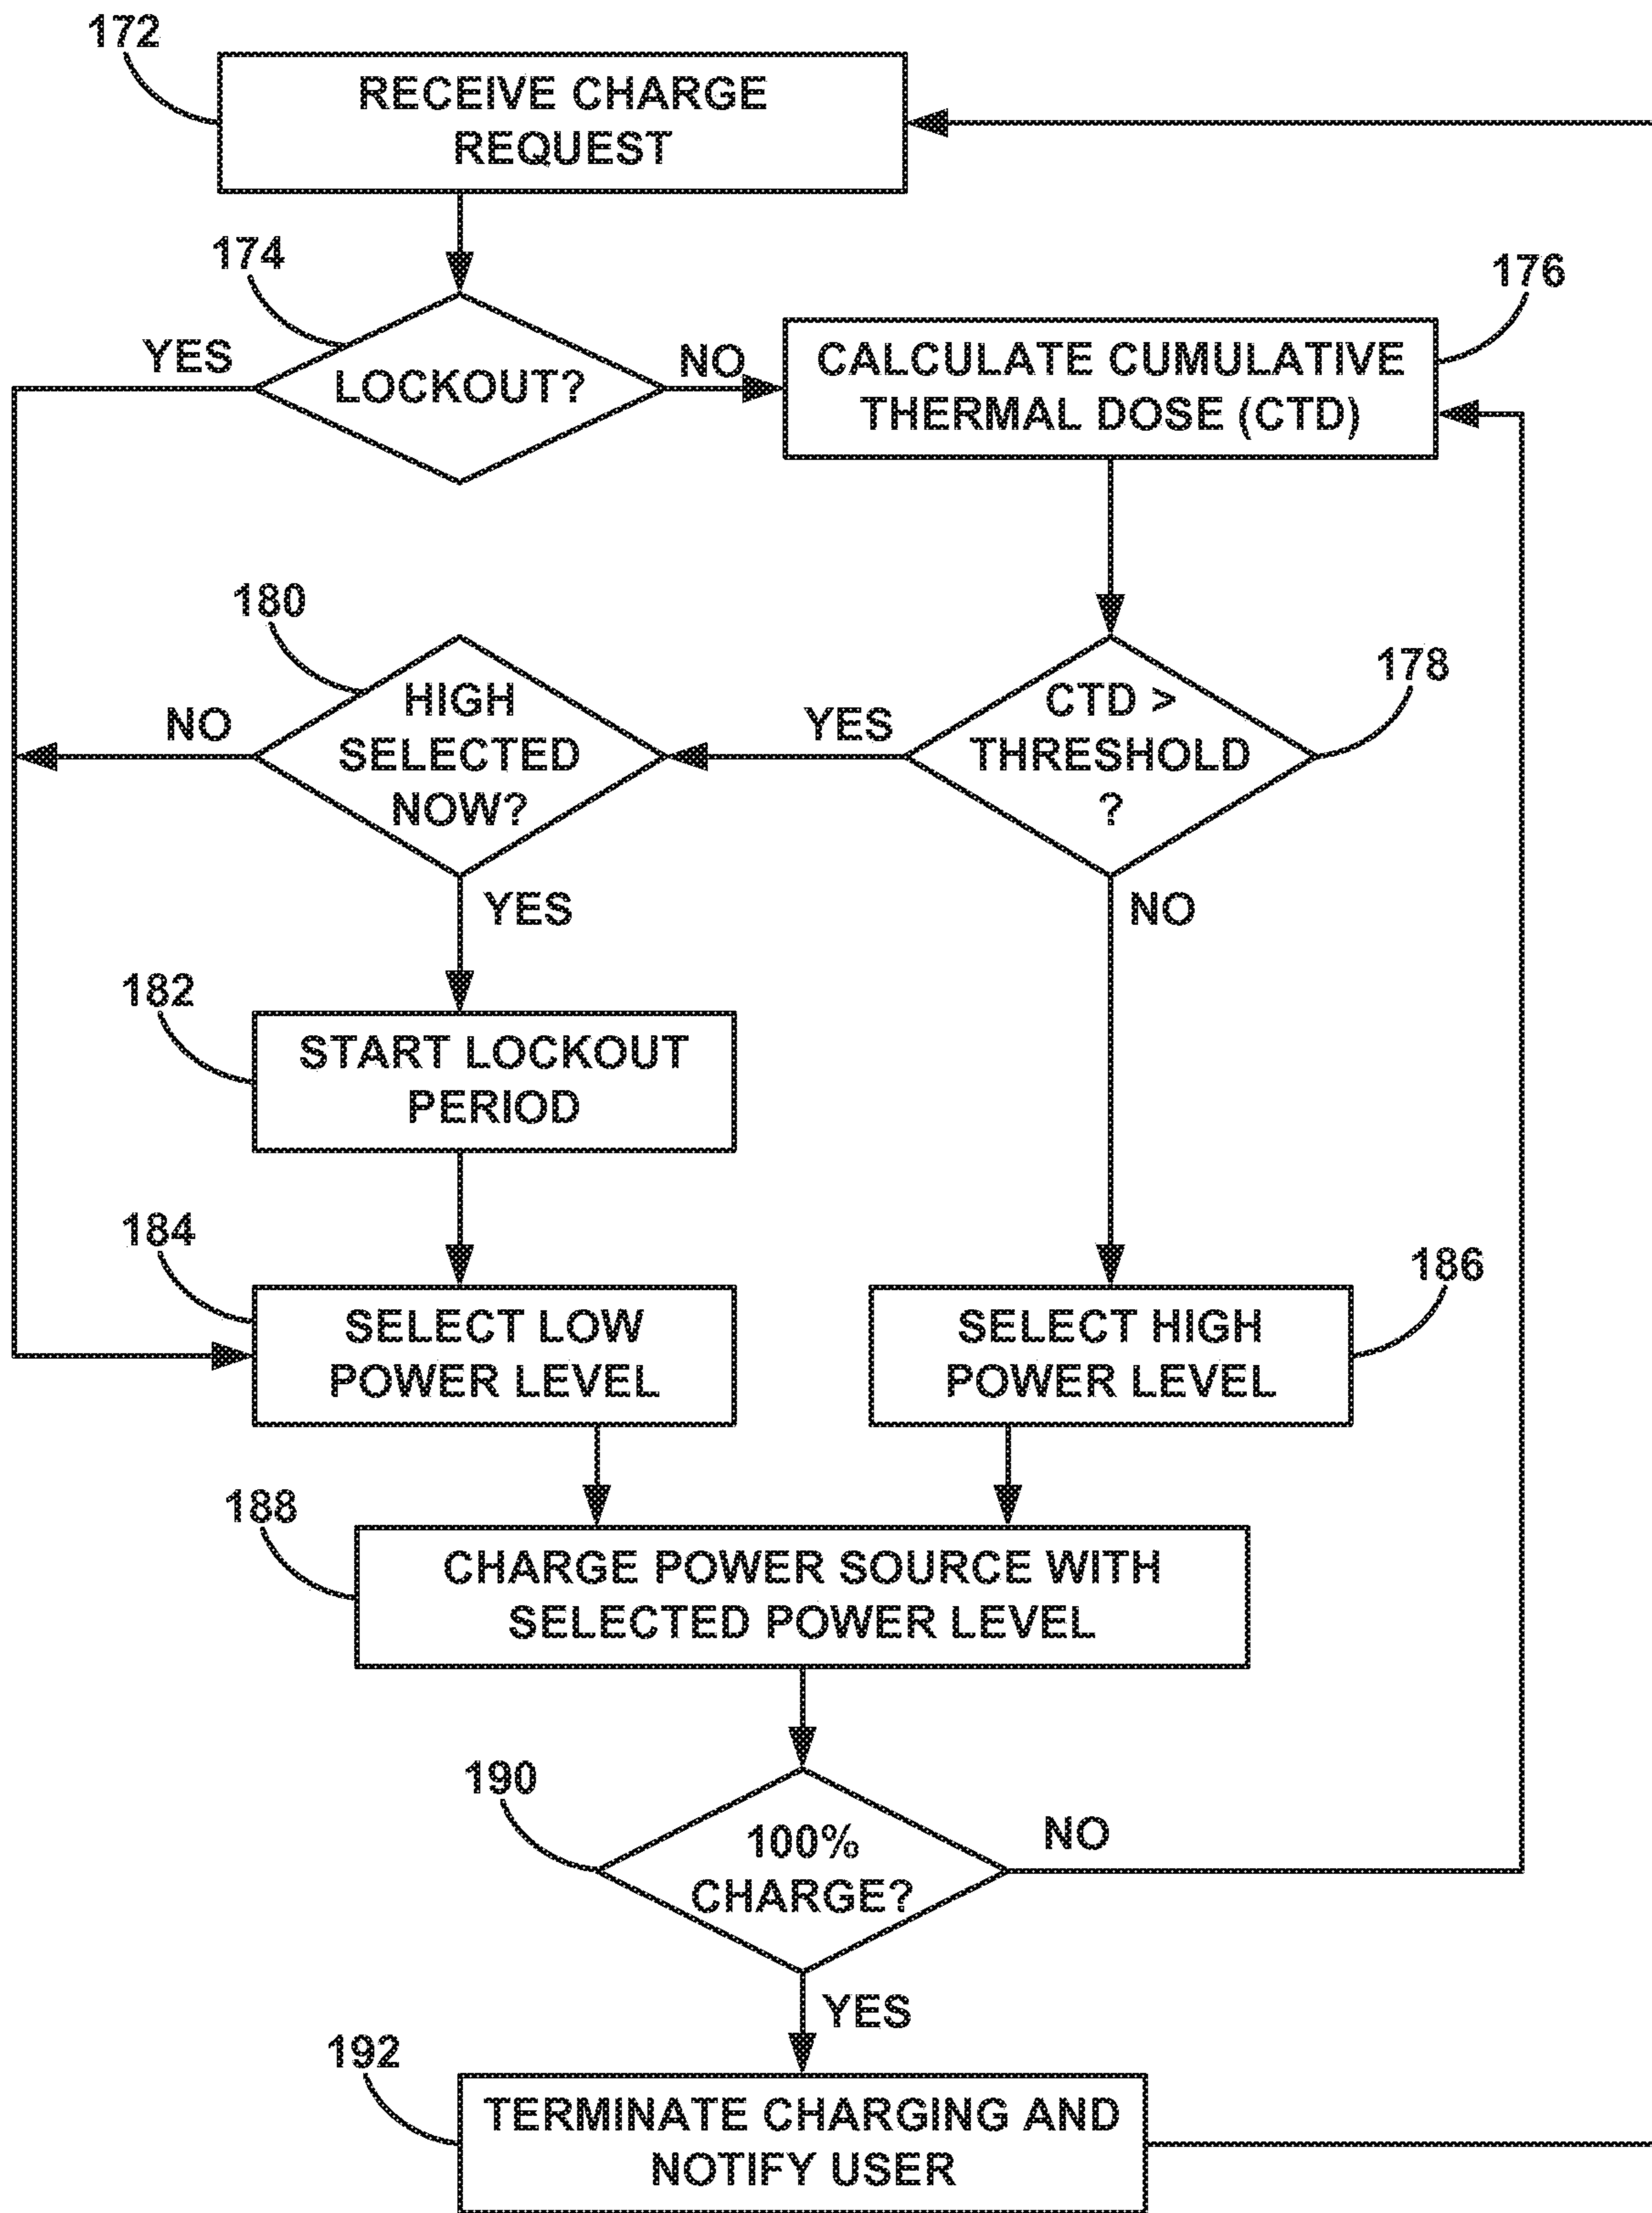 172
RECEIVE CHARGE
REQUEST
174
176
YES
LOCKOUT?
NO
CALCULATE CUMULATIVE
THERMAL DOSE (CTD)
180
178
NO
HIGH
SELECTED
NOW?
YES
CTD >
THRESHOLD
?
YES
NO
182
START LOCKOUT
PERIOD
184
SELECT LOW
POWER LEVEL
186
SELECT HIGH
POWER LEVEL
188
CHARGE POWER SOURCE WITH
SELECTED POWER LEVEL
190
100%
CHARGE?
NO
YES
192
TERMINATE CHARGING AND
NOTIFY USER